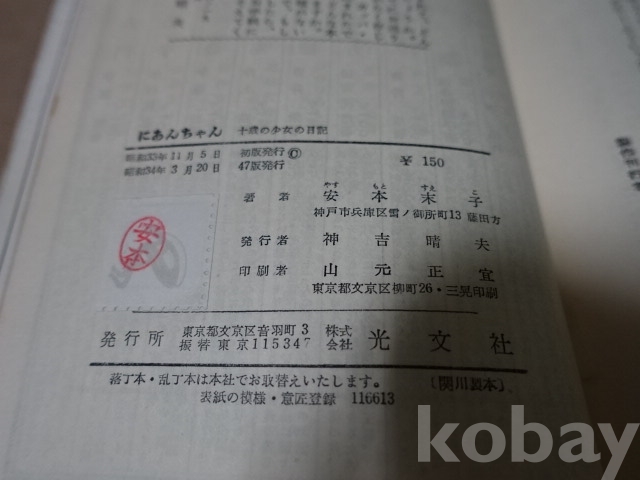 にあんちゃん 十歳の少女の日記
昭和33年11月5日 初版発行 ©
昭和34年3月20日 47版発行
¥ 150
著者 安本末子
やす もと すえ こ
神戸市兵庫区雪ノ御所町13 藤田方
発行者 神吉晴夫
印刷者 山元正宜
東京都文京区柳町26・三晃印刷
安本
発行所 東京都文京区音羽町3 株式会社 光文社
振替東京115347
落丁本・乱丁本は本社でお取替えいたします。 〔関川製本〕
表紙の模様・意匠登録 116613
kobay